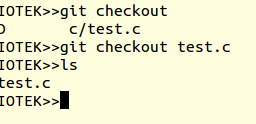 IOTEK>>git checkout
D       c/test.c
IOTEK>>git checkout test.c
IOTEK>>ls
test.c
IOTEK>>